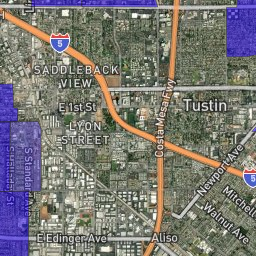 5
SADDLEBACK
VIEW
E 1st St
Tustin
LYON
STREET
Costa Mesa Fwy
S Standard Ave
5
Newport Ave
Mitchell
Walnut Ave
E Edinger Ave
Aliso